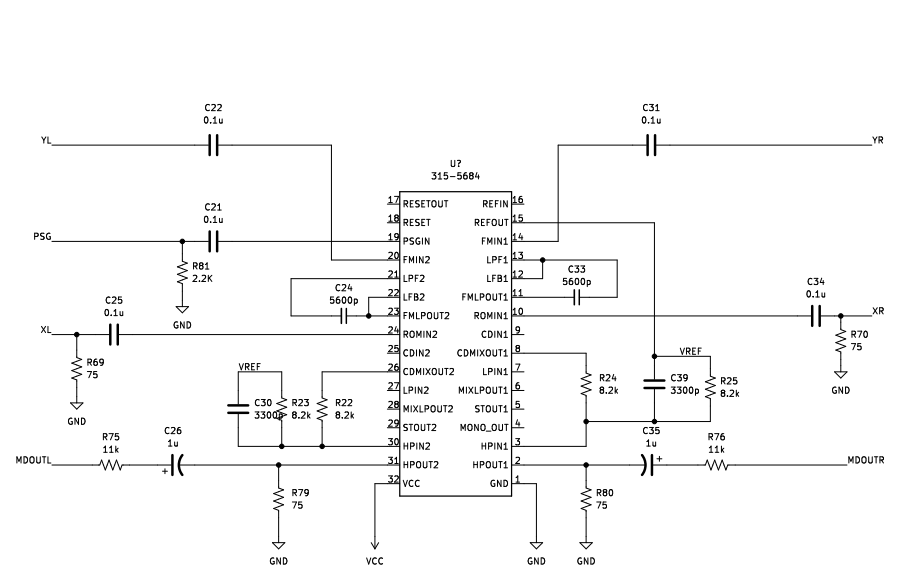 C22
0.1u
C31
0.1u
YL
YR
U?
315-5684
17 RESETOUT
REFIN 16
18 RESET
REFOUT 15
C21
0.1u
PSG
19 PSGIN
FMIN1 14
20 FMIN2
LPF1 13
R81
2.2K
21 LPF2
LFB1 12
C33
5600p
C24
5600p
22 LFB2
FMLPOUT1 11
C34
0.1u
C25
0.1u
GND
23 FMLPOUT2
ROMIN1 10
XR
XL
24 ROMIN2
CDIN1 9
R70
75
25 CDIN2
CDMIXOUT1 8
VREF
R69
75
VREF
26 CDMIXOUT2
LPIN1 7
R24
8.2k
C39
3300p
R25
8.2k
GND
27 LPIN2
MIXLPOUT1 6
C30
3300p
R23
8.2k
R22
8.2k
28 MIXLPOUT2
STOUT1 5
GND
29 STOUT2
MONO_OUT 4
R75
11k
C26
1u
30 HPIN2
HPIN1 3
C35
1u
R76
11k
MDOUTL
+
31 HPOUT2
HPOUT1 2
+
MDOUTR
32 VCC
GND 1
R79
75
R80
75
GND
VCC
GND
GND